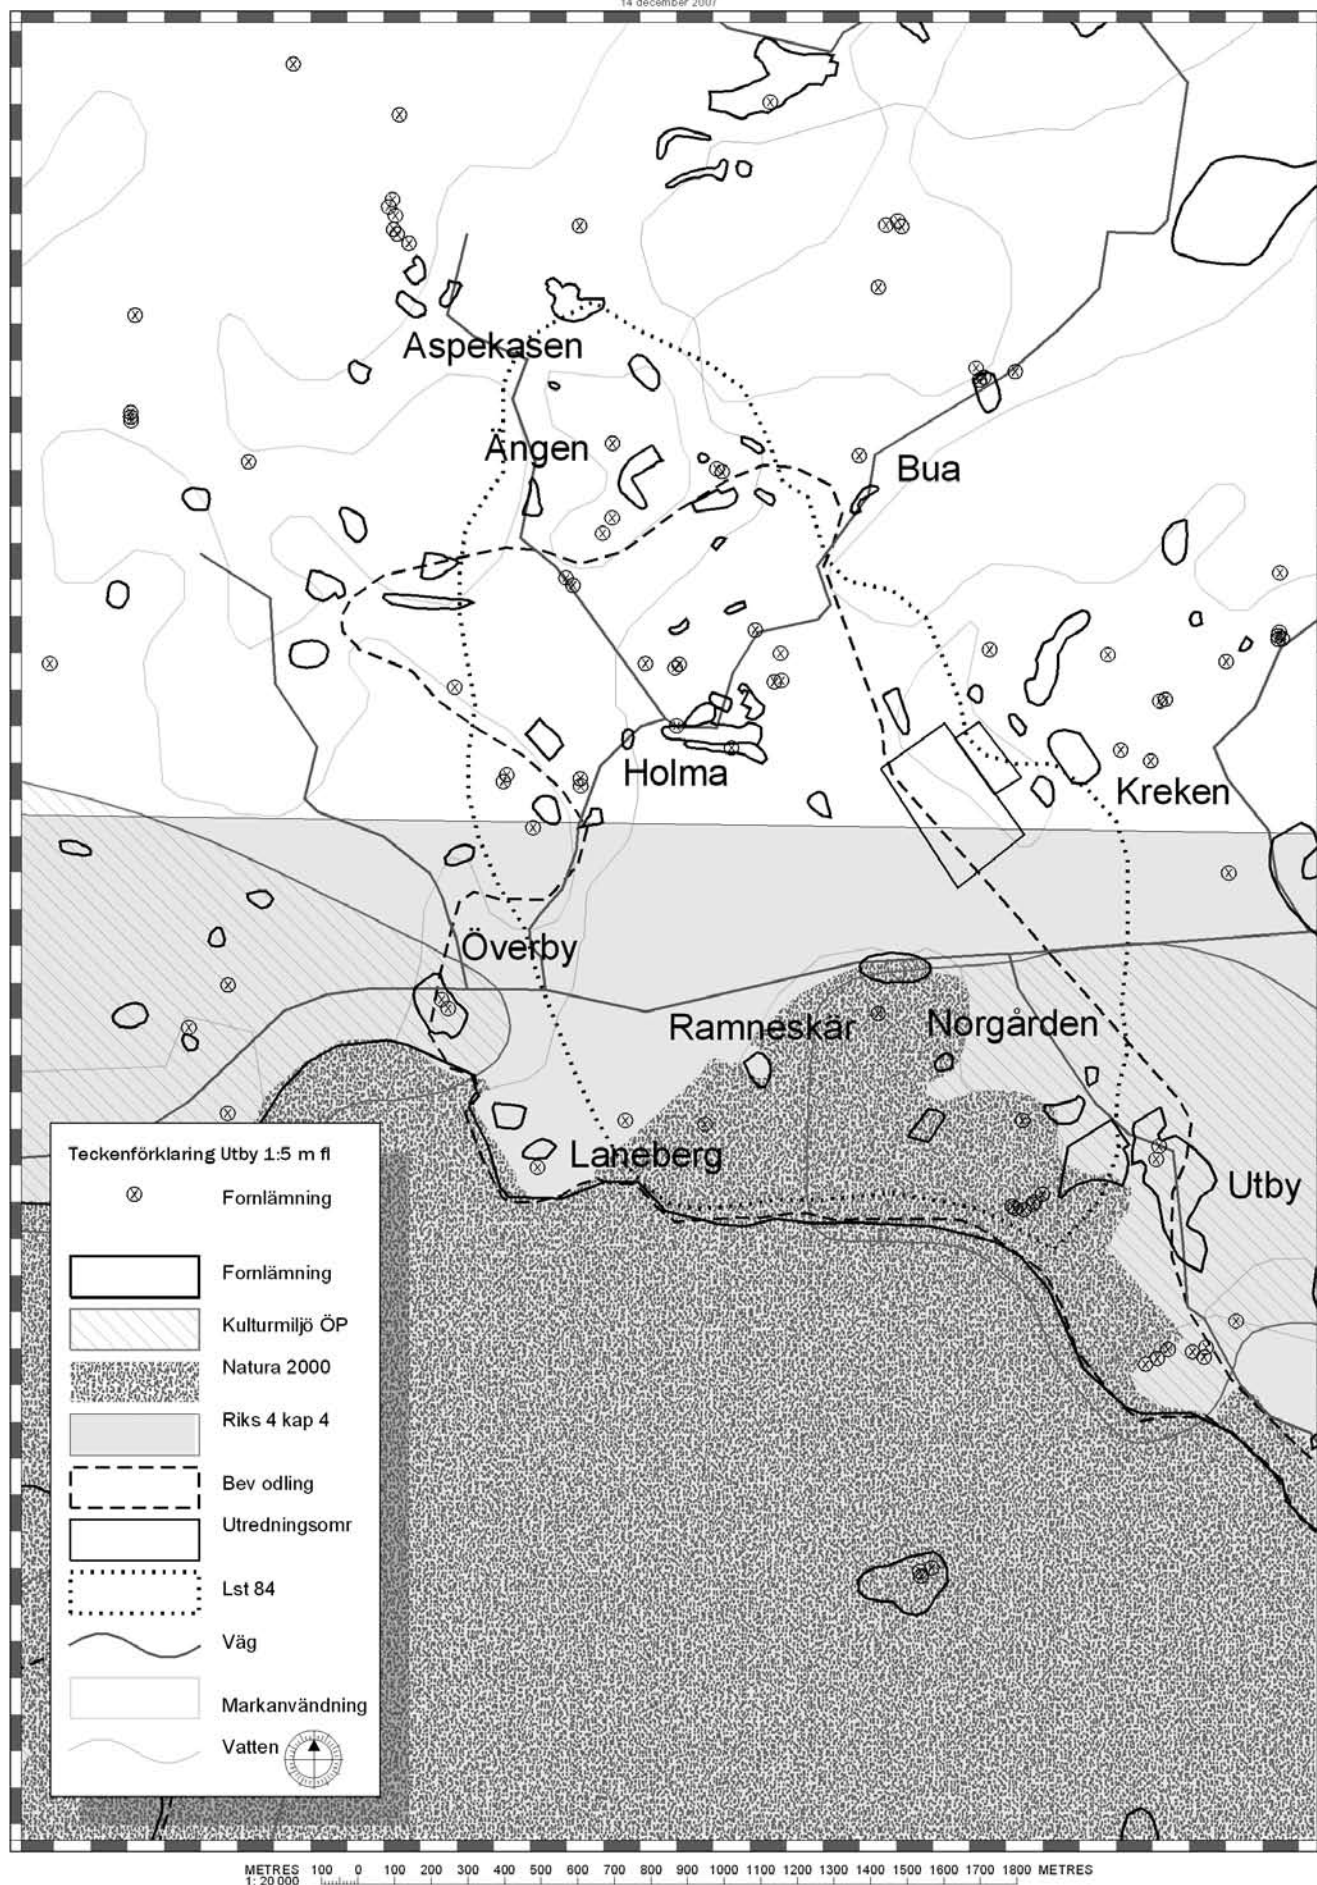 14 december 2007
Aspekasen
Ängen
Bua
Holma
Kreken
Överby
Ramneskär
Norgården
Laneberg
Utby
Teckenförklaring Utby 1:5 m fl
Fornlämning
Fornlämning
Kulturmiljö ÖP
Natura 2000
Riks 4 kap 4
Bev odling
Utredningsomr
Lst 84
Väg
Markanvändning
Vatten
METRES 100 0 100 200 300 400 500 600 700 800 900 1000 1100 1200 1300 1400 1500 1600 1700 1800 METRES
1: 20 000